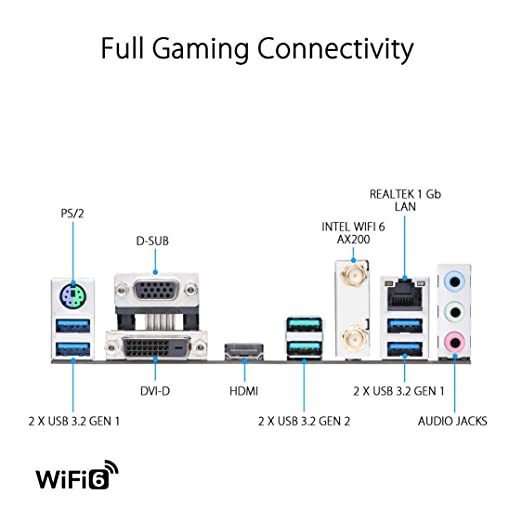 Full Gaming Connectivity
REALTEK 1 Gb
LAN
PS/2
INTEL WIFI 6
AX200
D-SUB
DVI-D
HDMI
2 X USB 3.2 GEN 1
2 X USB 3.2 GEN 1
2 X USB 3.2 GEN 2
AUDIO JACKS
WiFi6